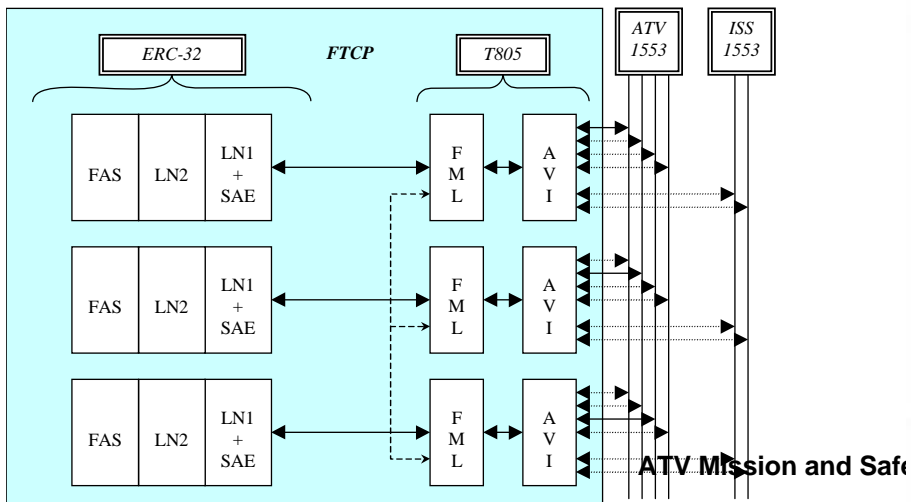 ERC-32
FTCP
T805
ATV
1553
ISS
1553
FAS
LN2
LN1
+
SAE
F
M
L
A
V
I
FAS
LN2
LN1
+
SAE
F
M
L
A
V
I
FAS
LN2
LN1
+
SAE
F
M
L
A
V
I
ATV Mission and Safe